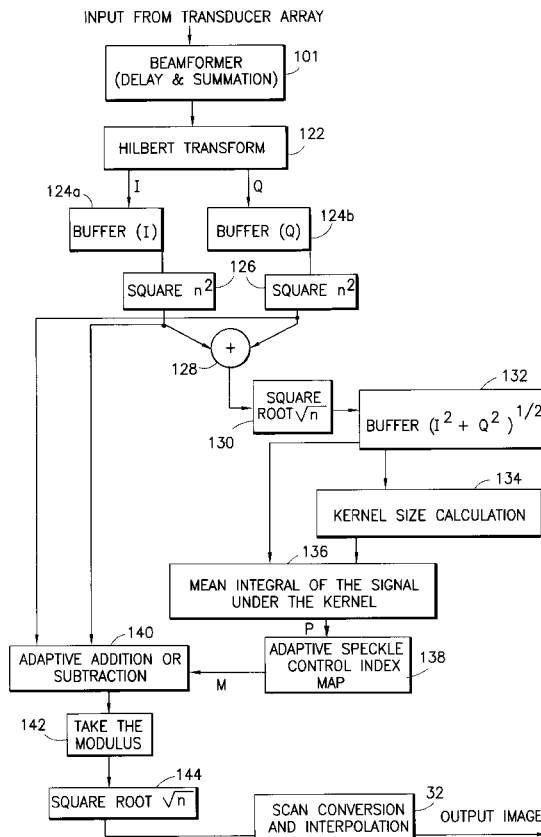 INPUT FROM TRANSDUCER ARRAY
BEAMFORMER
(DELAY & SUMMATION)
101
HILBERT TRANSFORM
122
I
Q
124a
BUFFER (I)
BUFFER (Q)
124b
SQUARE n²
126
SQUARE n²
+
128
SQUARE
ROOT √n
130
132
BUFFER (I² + Q²)^1/2
134
KERNEL SIZE CALCULATION
136
MEAN INTEGRAL OF THE SIGNAL
UNDER THE KERNEL
P
140
ADAPTIVE ADDITION OR
SUBTRACTION
M
ADAPTIVE SPECKLE
CONTROL INDEX
MAP
138
142
TAKE THE
MODULUS
144
SQUARE ROOT √n
32
SCAN CONVERSION
AND INTERPOLATION
OUTPUT IMAGE